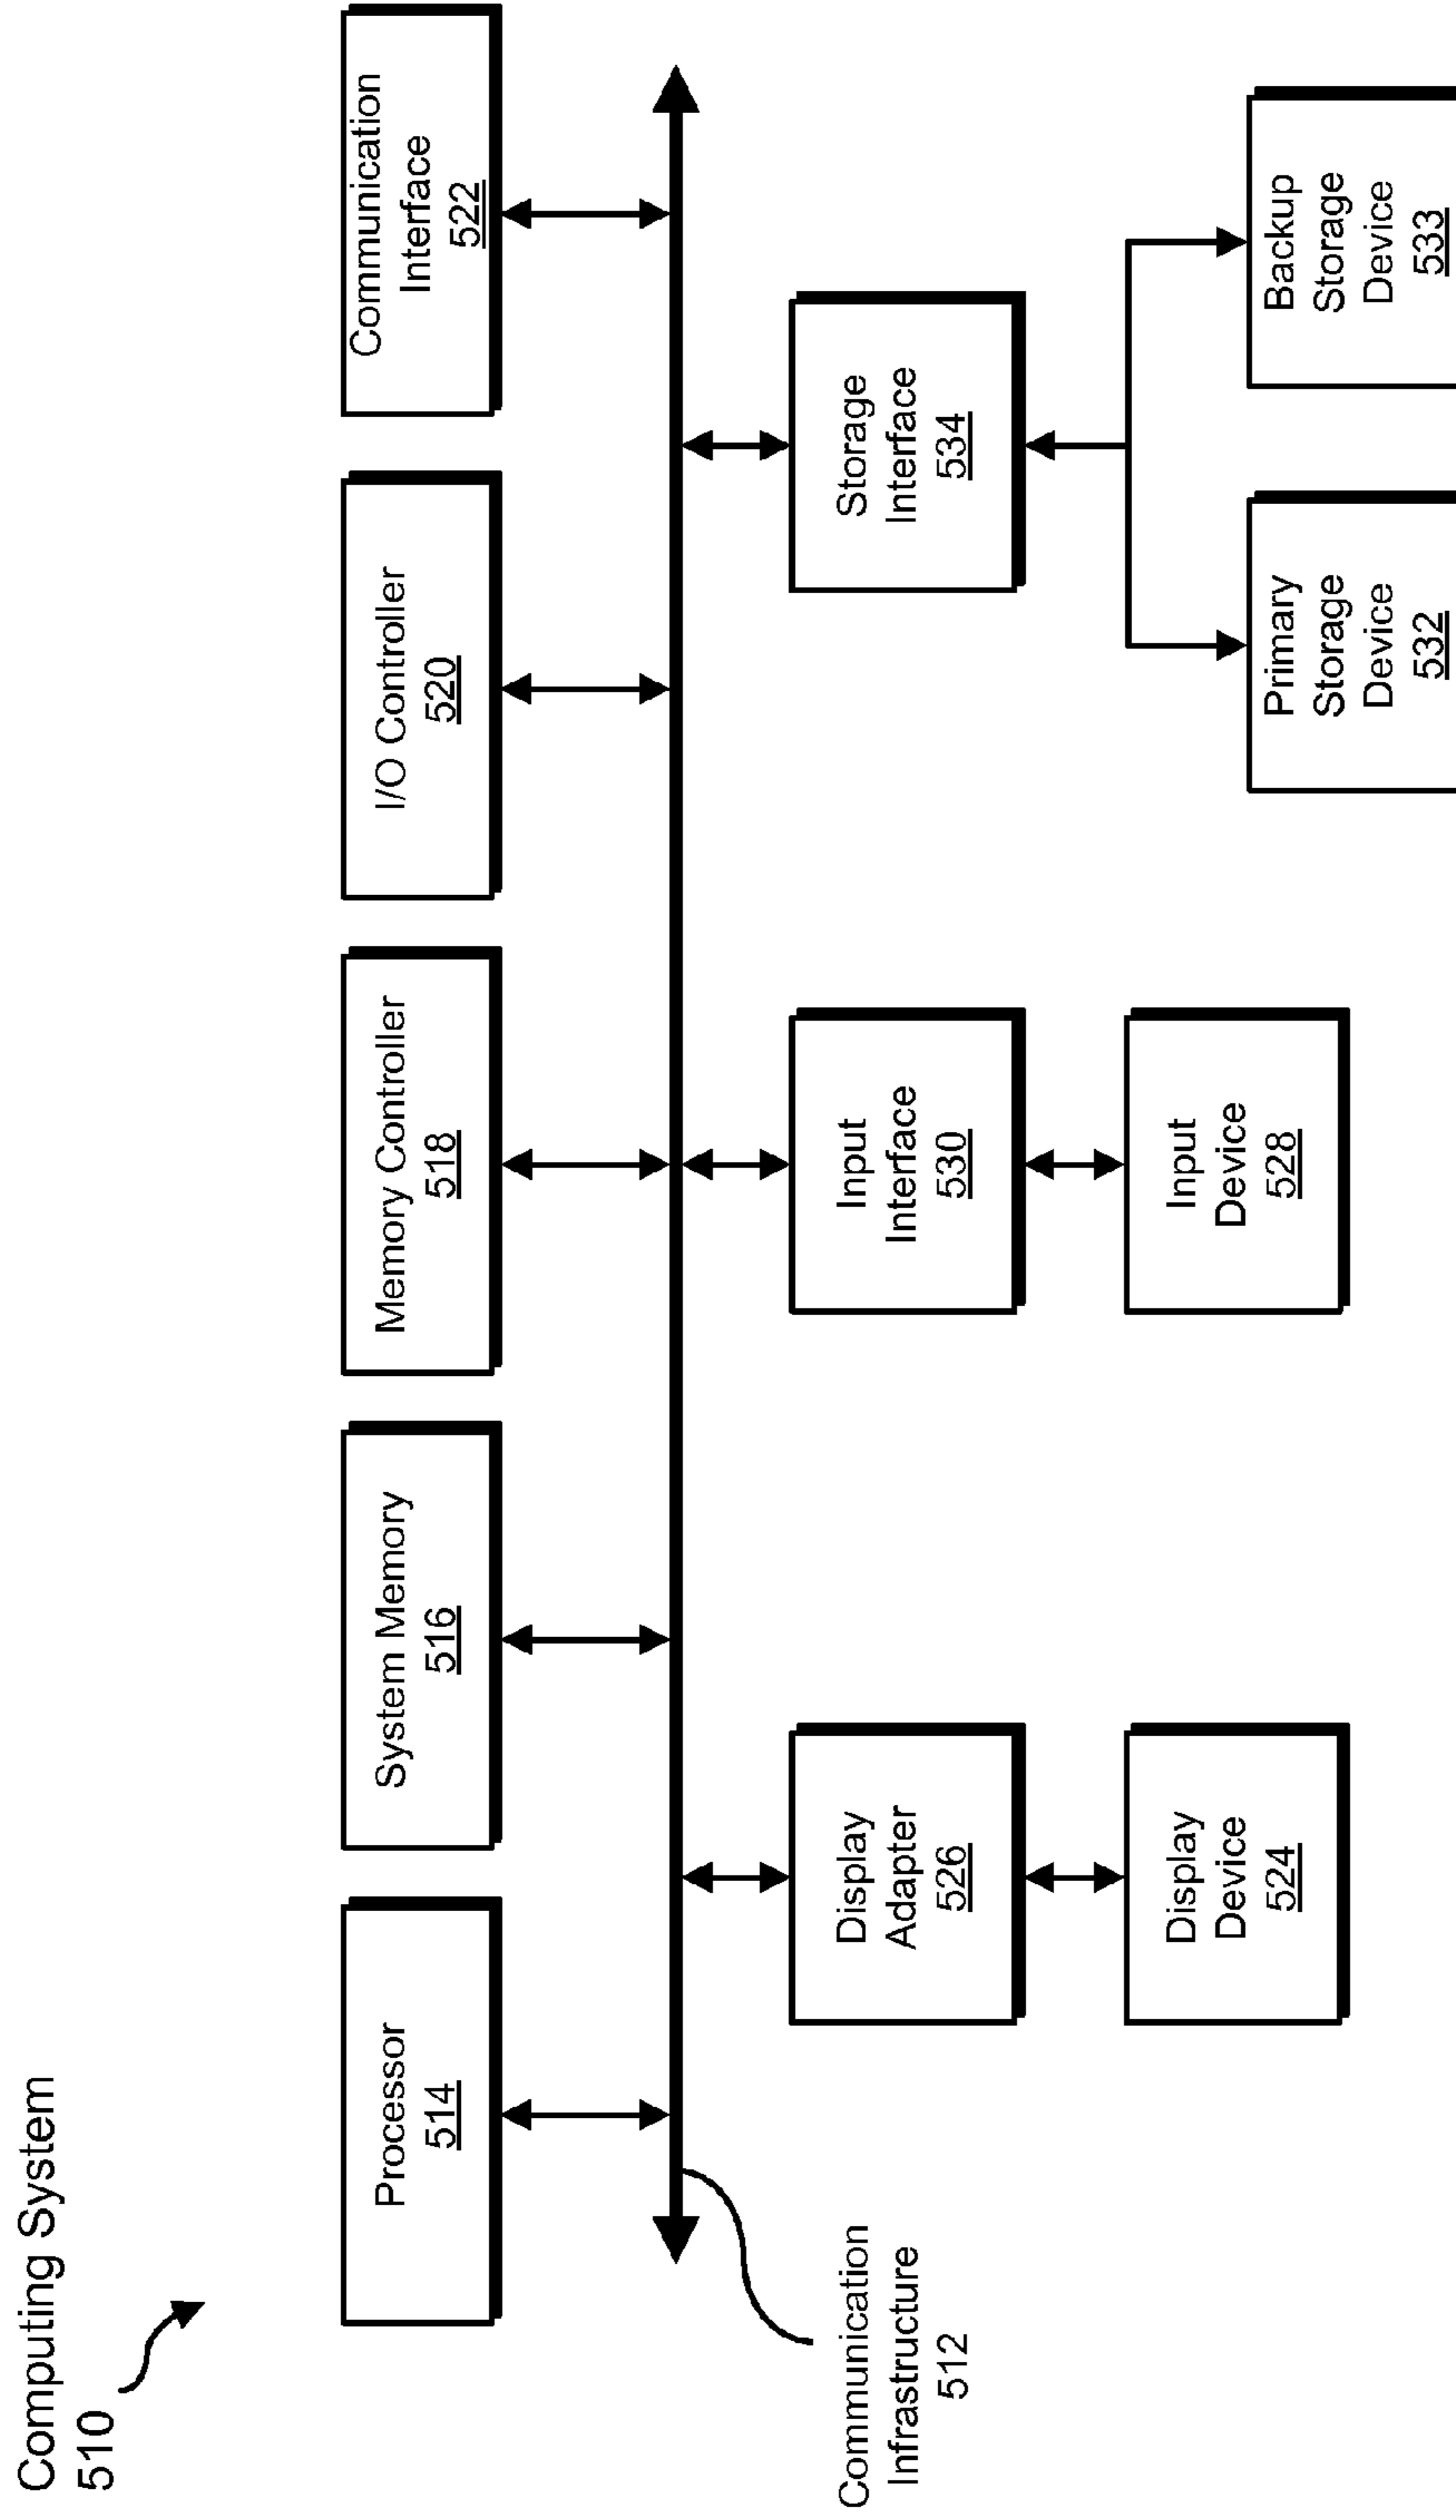 Computing System
510
Processor
514
System Memory
516
Memory Controller
518
I/O Controller
520
Communication
Interface
522
Communication
Infrastructure
512
Display
Adapter
526
Input
Interface
530
Storage
Interface
534
Display
Device
524
Input
Device
528
Primary
Storage
Device
532
Backup
Storage
Device
533